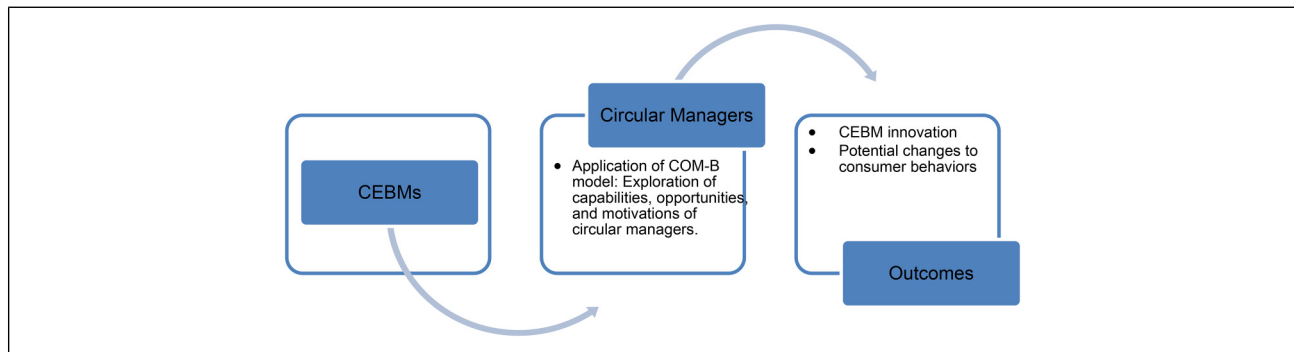 CEBMs
Circular Managers
● Application of COM-B
model: Exploration of
capabilities, opportunities,
and motivations of
circular managers.
● CEBM innovation
● Potential changes to
consumer behaviors
Outcomes